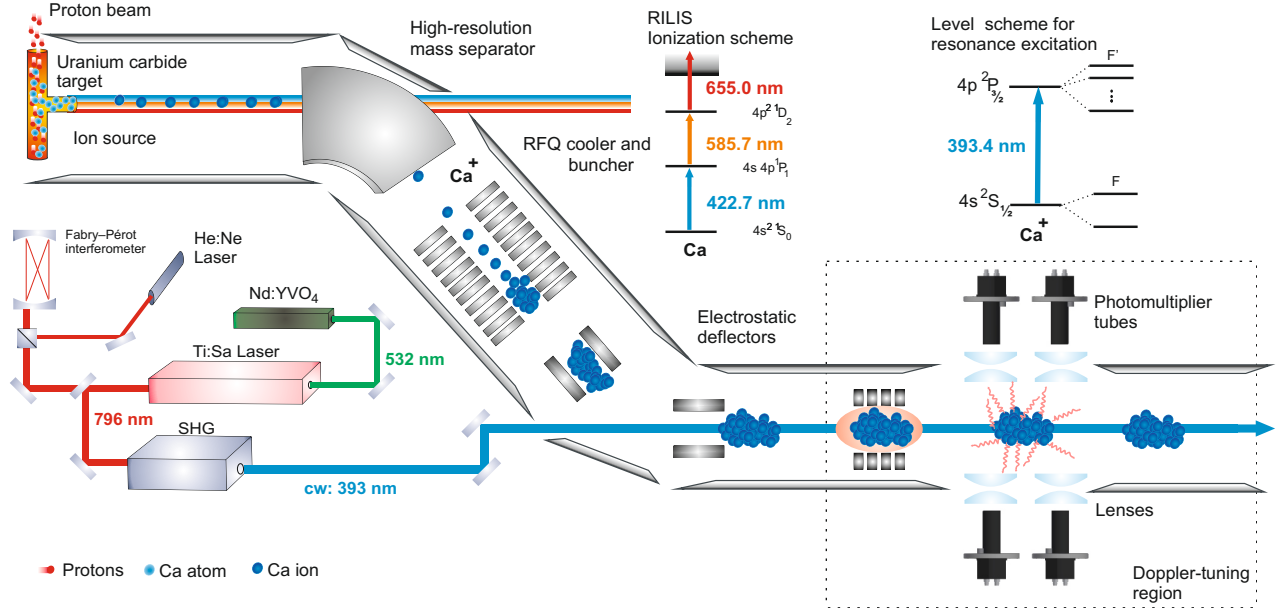 Proton beam
Uranium carbide
target
Ion source
High-resolution
mass separator
RILIS
Ionization scheme
655.0 nm
4p² ¹D₂
585.7 nm
4s 4p¹P₁
422.7 nm
4s² ¹S₀
Ca
Level scheme for
resonance excitation
F'
4p ²P₃⁄₂
393.4 nm
F
4s ²S₁⁄₂
Ca⁺
RFQ cooler and
buncher
Ca⁺
Fabry–Pérot
interferometer
He:Ne
Laser
Nd:YVO₄
532 nm
Ti:Sa Laser
796 nm
SHG
cw: 393 nm
Electrostatic
deflectors
Photomultiplier
tubes
Lenses
Doppler-tuning
region
Protons
Ca atom
Ca ion